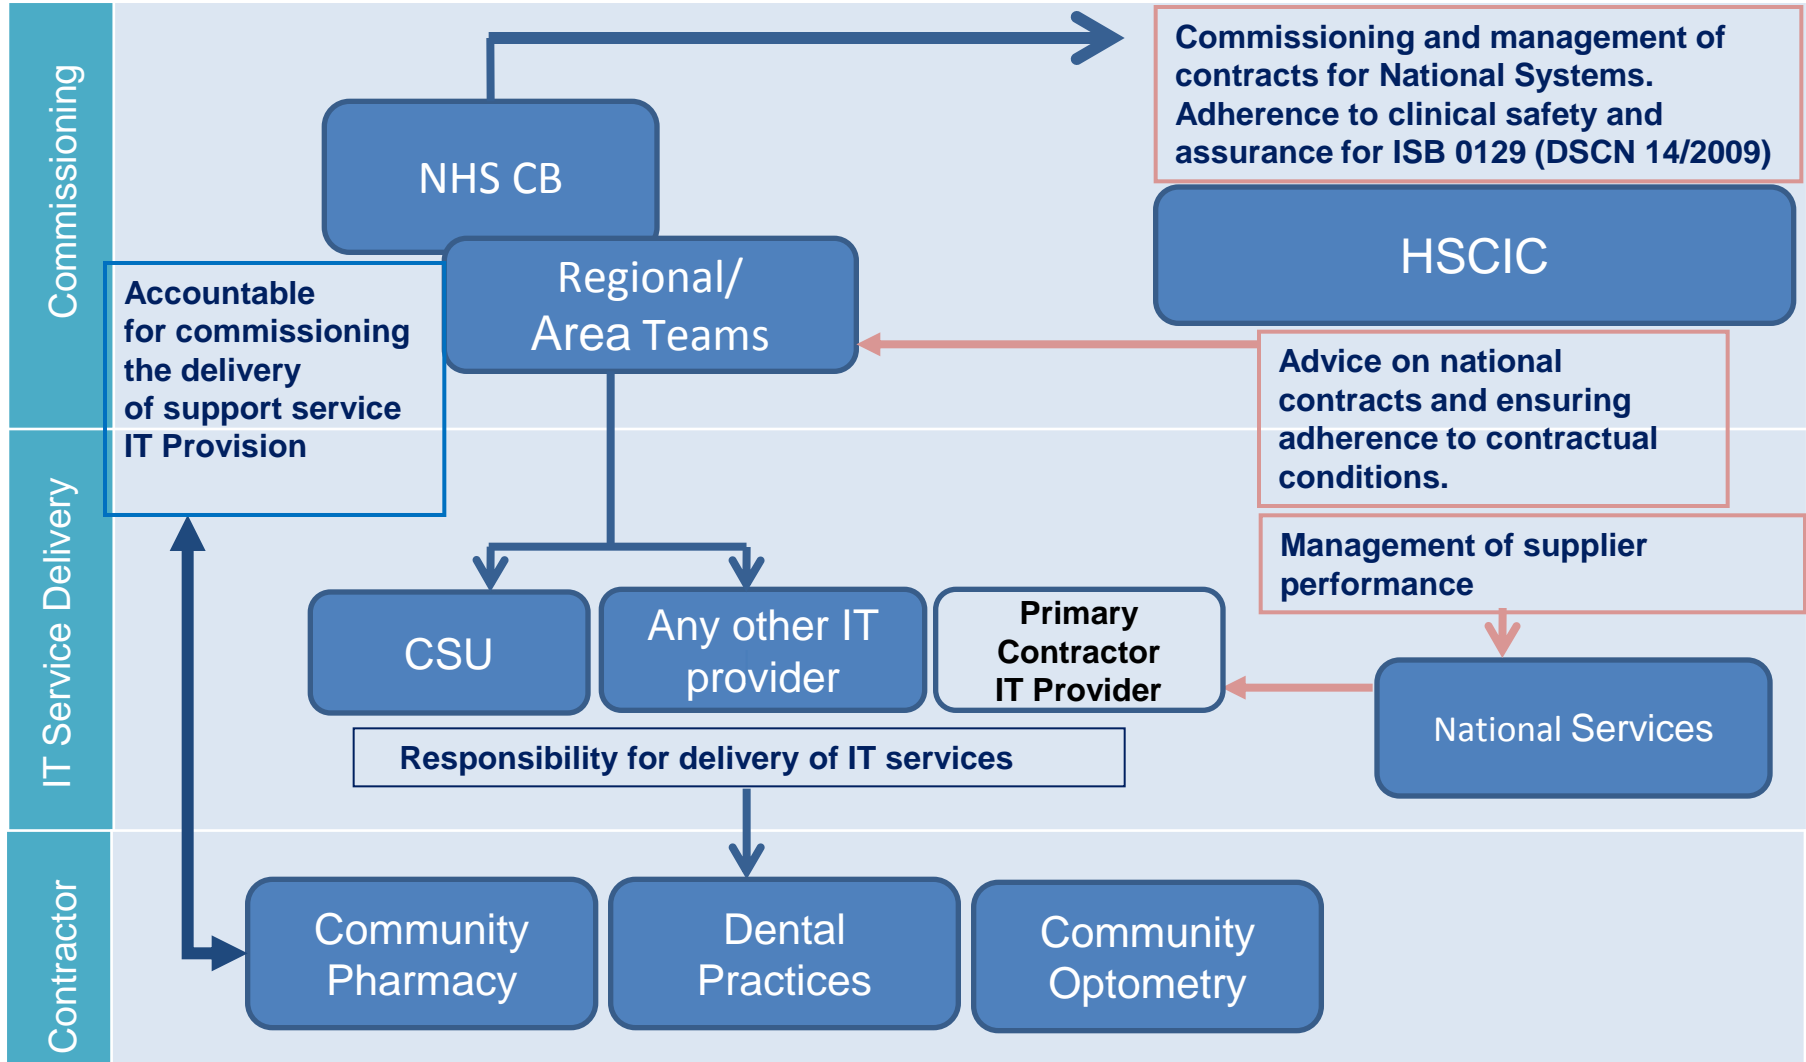 Commissioning
Commissioning and management of
contracts for National Systems.
Adherence to clinical safety and
assurance for ISB 0129 (DSCN 14/2009)
NHS CB
HSCIC
Regional/
Area Teams
Accountable
for commissioning
the delivery
of support service
IT Provision
Advice on national
contracts and ensuring
adherence to contractual
conditions.
IT Service Delivery
Management of supplier
performance
CSU
Any other IT
provider
Primary
Contractor
IT Provider
National Services
Responsibility for delivery of IT services
Contractor
Community
Pharmacy
Dental
Practices
Community
Optometry